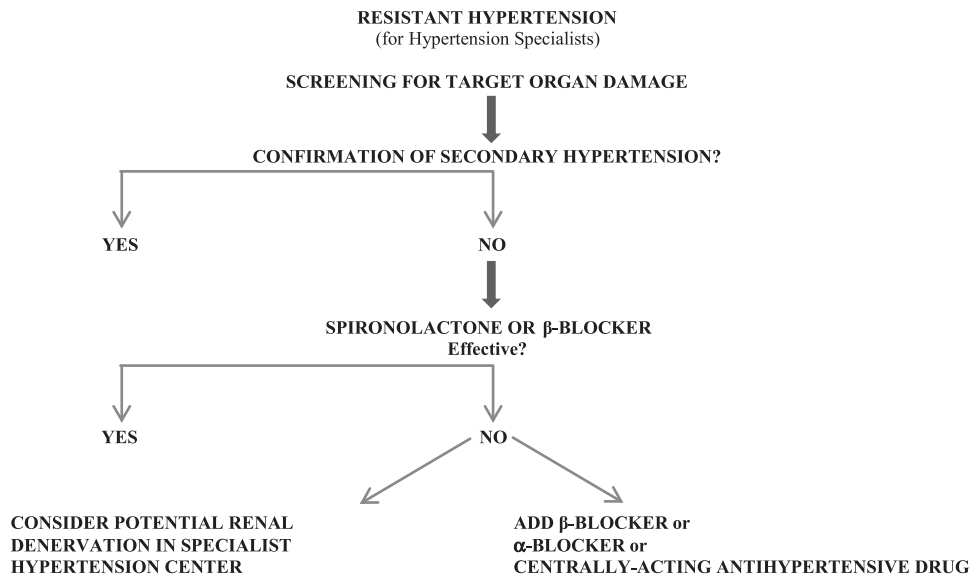 RESISTANT HYPERTENSION
(for Hypertension Specialists)
SCREENING FOR TARGET ORGAN DAMAGE
CONFIRMATION OF SECONDARY HYPERTENSION?
YES
NO
SPIRONOLACTONE OR β-BLOCKER
Effective?
YES
NO
CONSIDER POTENTIAL RENAL
DENERVATION IN SPECIALIST
HYPERTENSION CENTER
ADD β-BLOCKER or
α-BLOCKER or
CENTRALLY-ACTING ANTIHYPERTENSIVE DRUG